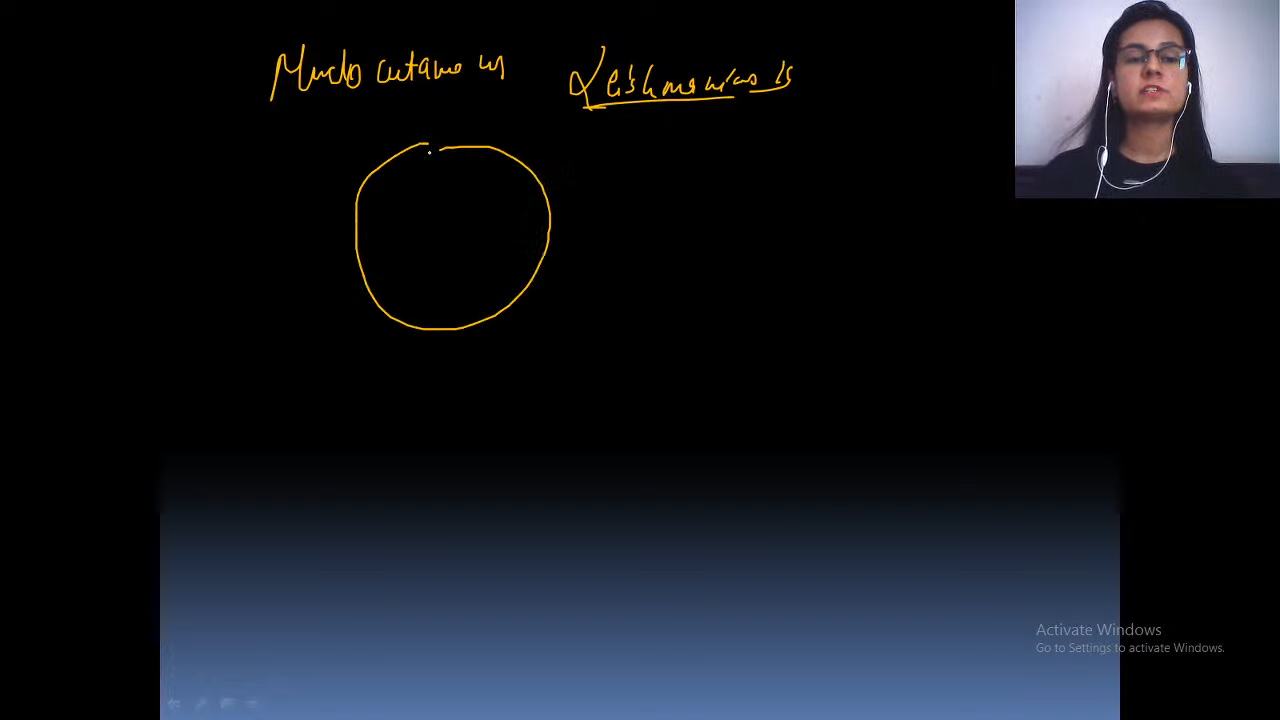 Mucocutaneous Leishmaniasis
Activate Windows
Go to Settings to activate Windows.